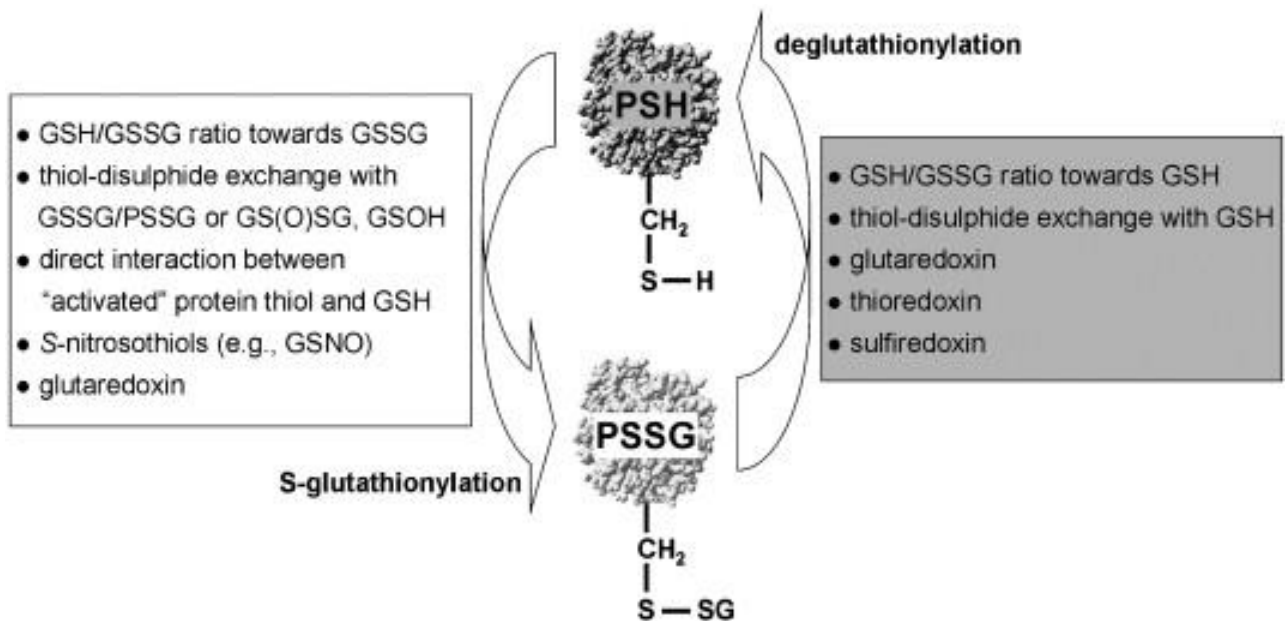 deglutathionylation
PSH
● GSH/GSSG ratio towards GSSG
● thiol-disulphide exchange with
GSSG/PSSG or GS(O)SG, GSOH
● direct interaction between
"activated" protein thiol and GSH
● S-nitrosothiols (e.g., GSNO)
● glutaredoxin
● GSH/GSSG ratio towards GSH
● thiol-disulphide exchange with GSH
● glutaredoxin
● thioredoxin
● sulfiredoxin
CH₂
S — H
PSSG
S-glutathionylation
CH₂
S — SG